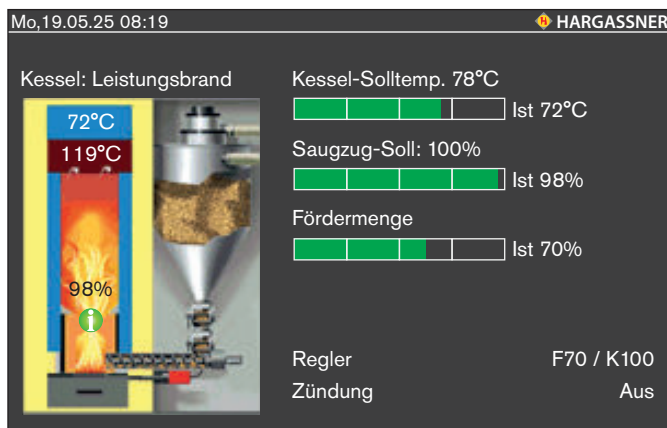 Mo,19.05.25 08:19
H HARGASSNER
Kessel: Leistungsbrand
72°C
119°C
98%
i
Kessel-Solltemp. 78°C
Ist 72°C
Saugzug-Soll: 100%
Ist 98%
Fördermenge
Ist 70%
Regler F70 / K100
Zündung Aus